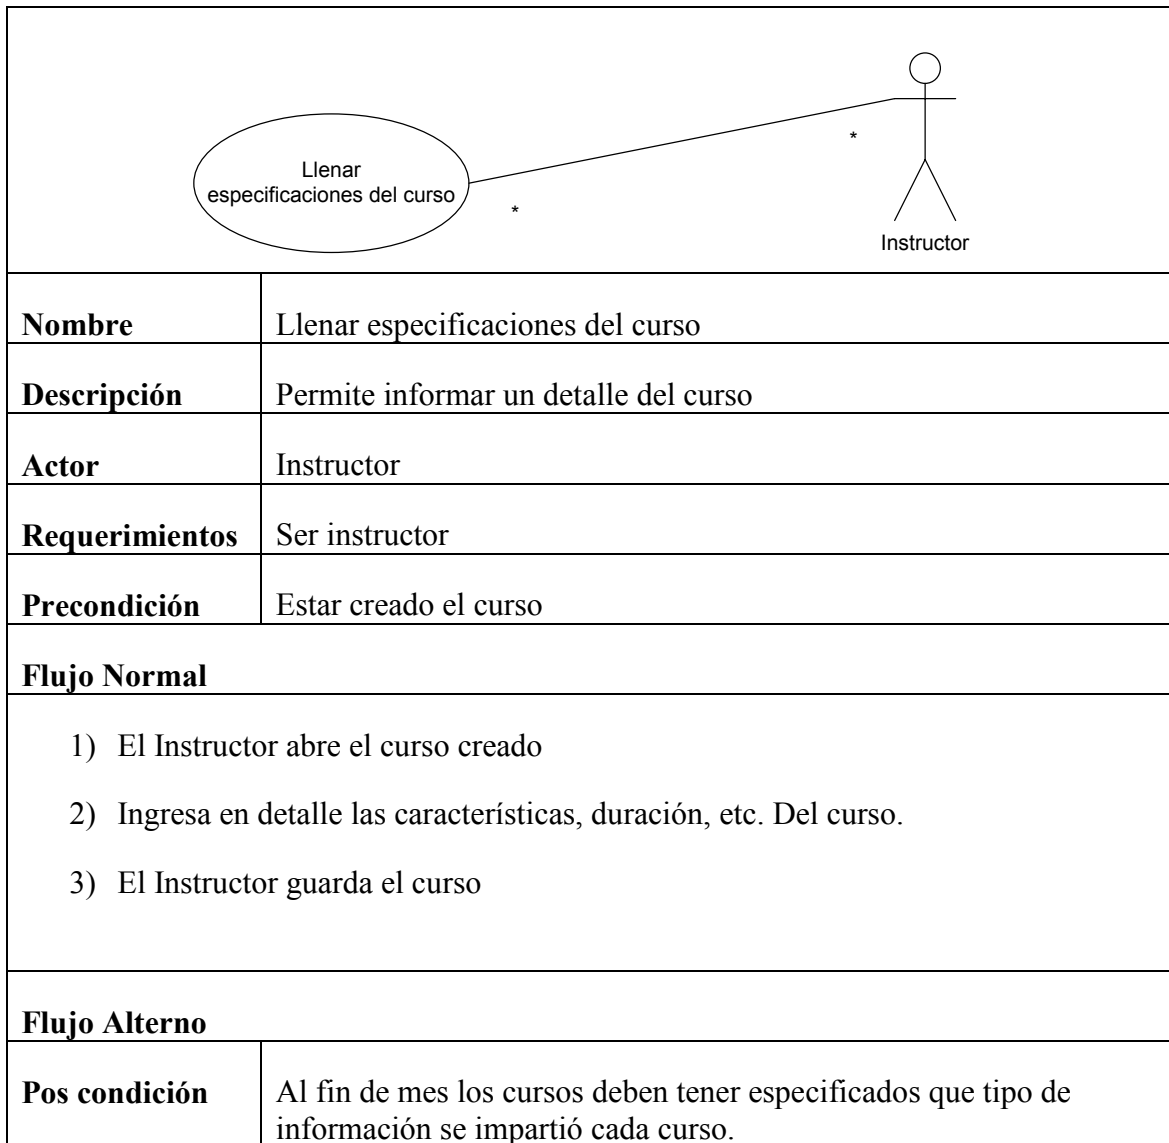 Llenar
especificaciones del curso
*
*
Instructor
Nombre Llenar especificaciones del curso
Descripción Permite informar un detalle del curso
Actor Instructor
Requerimientos Ser instructor
Precondición Estar creado el curso
Flujo Normal
1) El Instructor abre el curso creado
2) Ingresa en detalle las características, duración, etc. Del curso.
3) El Instructor guarda el curso
Flujo Alterno
Pos condición Al fin de mes los cursos deben tener especificados que tipo de
información se impartió cada curso.